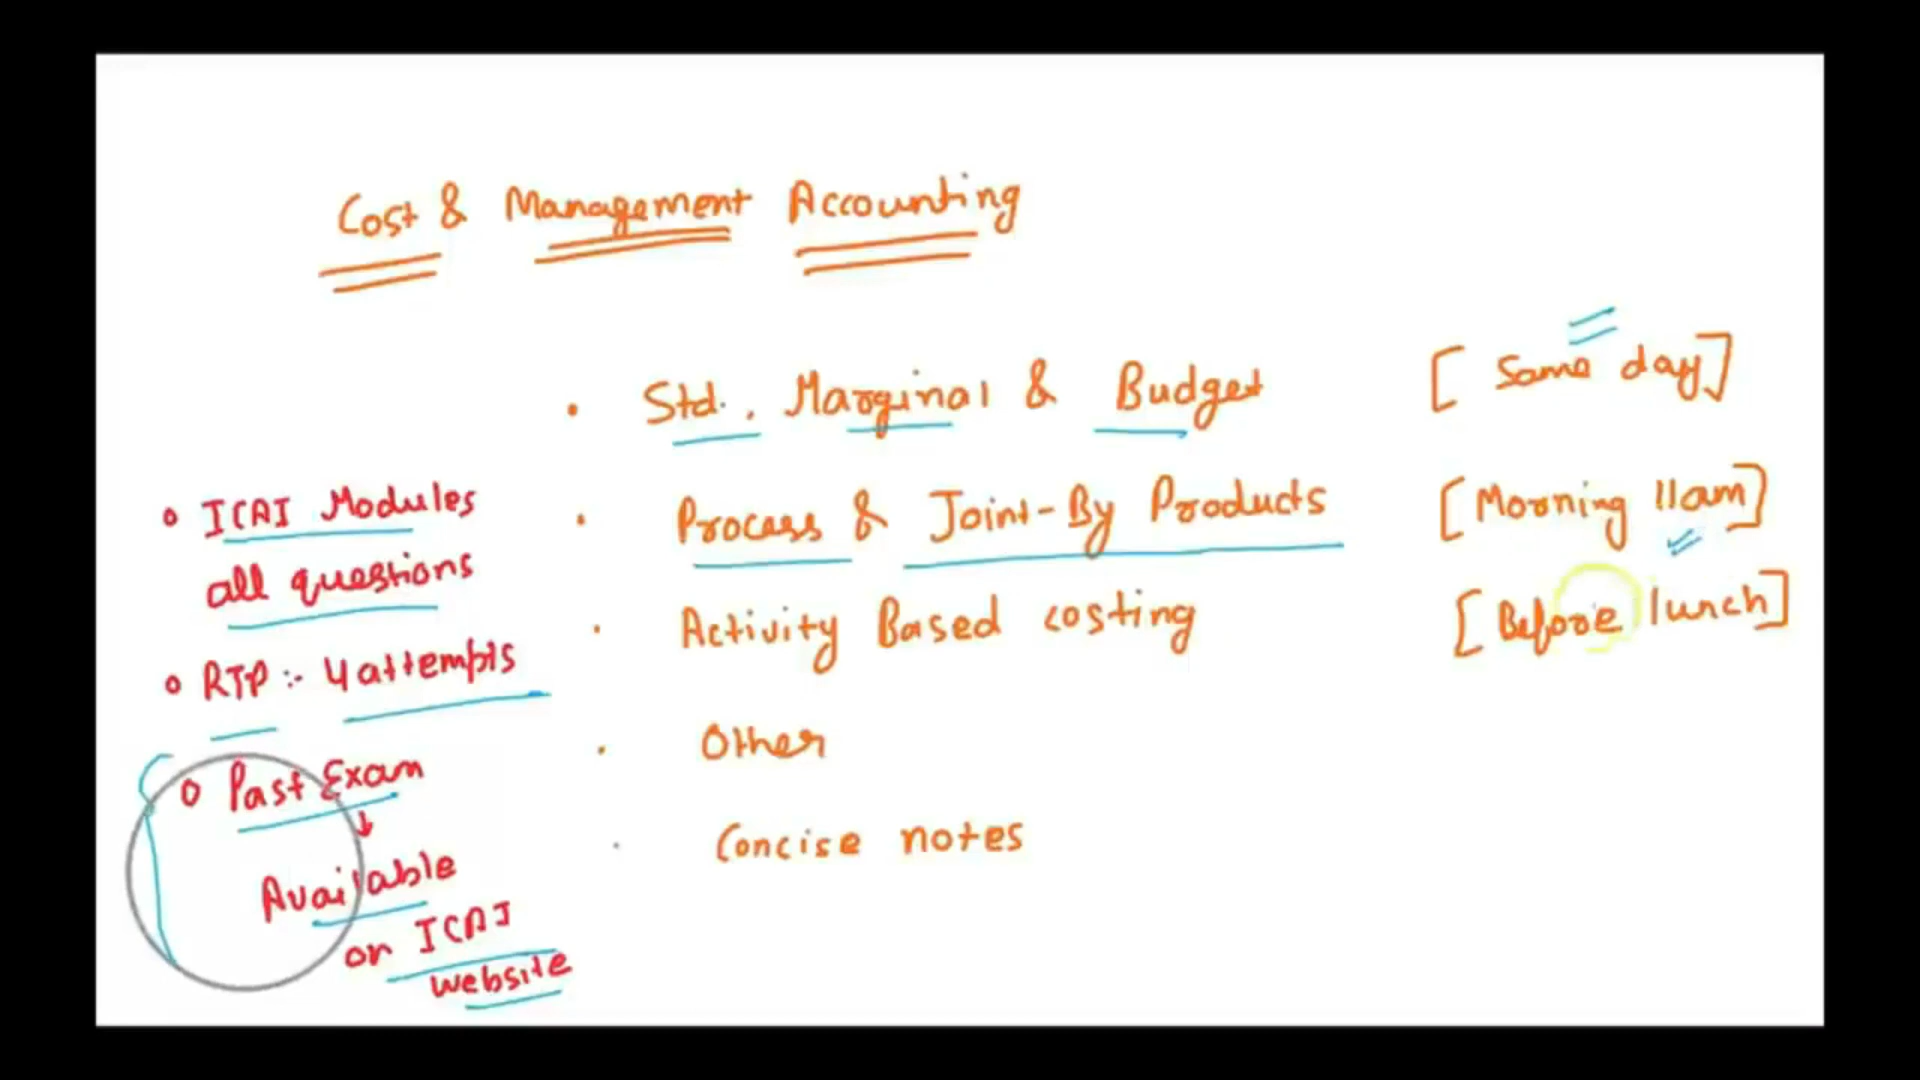 Cost & Management Accounting
• Std. Marginal & Budget [Same day]
• Process & Joint-By Products [Morning 11am]
• Activity Based costing [Before lunch]
• Other
• Concise notes
o ICAI Modules
all questions
o RTP :- 4 attempts
o Past Exam
↓
Available
on ICAI
website